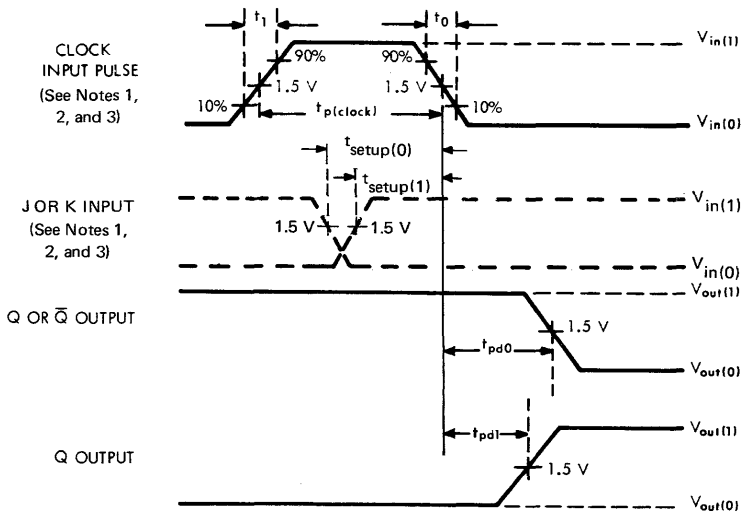 t1
t0
Vin(1)
CLOCK
INPUT PULSE
(See Notes 1,
2, and 3)
90%
90%
1.5 V
1.5 V
10%
tp(clock)
10%
Vin(0)
tsetup(0)
tsetup(1)
J OR K INPUT
(See Notes 1,
2, and 3)
Vin(1)
1.5 V
1.5 V
Vin(0)
Vout(1)
Q OR Q̅ OUTPUT
1.5 V
tpd0
Vout(0)
tpd1
Vout(1)
Q OUTPUT
1.5 V
Vout(0)